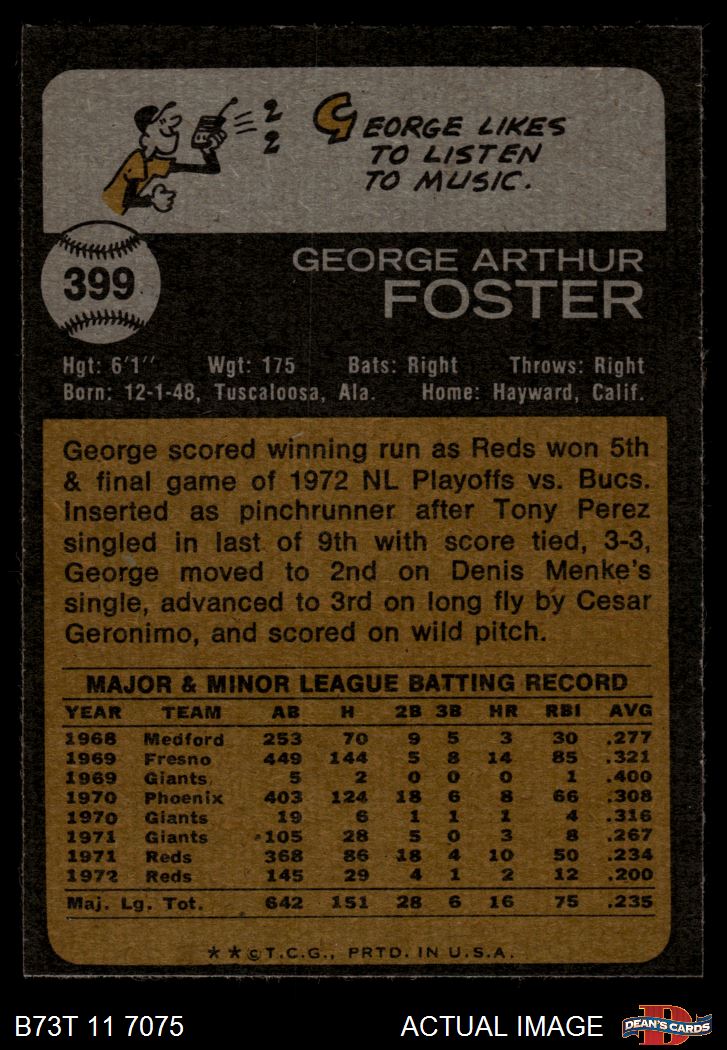 GEORGE LIKES
TO LISTEN
TO MUSIC.
399
GEORGE ARTHUR
FOSTER
Hgt: 6'1" Wgt: 175 Bats: Right Throws: Right
Born: 12-1-48, Tuscaloosa, Ala. Home: Hayward, Calif.
George scored winning run as Reds won 5th
& final game of 1972 NL Playoffs vs. Bucs.
Inserted as pinchrunner after Tony Perez
singled in last of 9th with score tied, 3-3,
George moved to 2nd on Denis Menke's
single, advanced to 3rd on long fly by Cesar
Geronimo, and scored on wild pitch.
MAJOR & MINOR LEAGUE BATTING RECORD
YEAR TEAM AB H 2B 3B HR RBI AVG
1968 Medford 253 70 9 5 3 30 .277
1969 Fresno 449 144 5 8 14 85 .321
1969 Giants 5 2 0 0 0 1 .400
1970 Phoenix 403 124 18 6 8 66 .308
1970 Giants 19 6 1 1 1 4 .316
1971 Giants 105 28 5 0 3 8 .267
1971 Reds 368 86 18 4 10 50 .234
1972 Reds 145 29 4 1 2 12 .200
Maj. Lg. Tot. 642 151 28 6 16 75 .235
★★©T.C.G., PRTD. IN U.S.A.
B73T 11 7075 ACTUAL IMAGE D DEAN'S CARDS